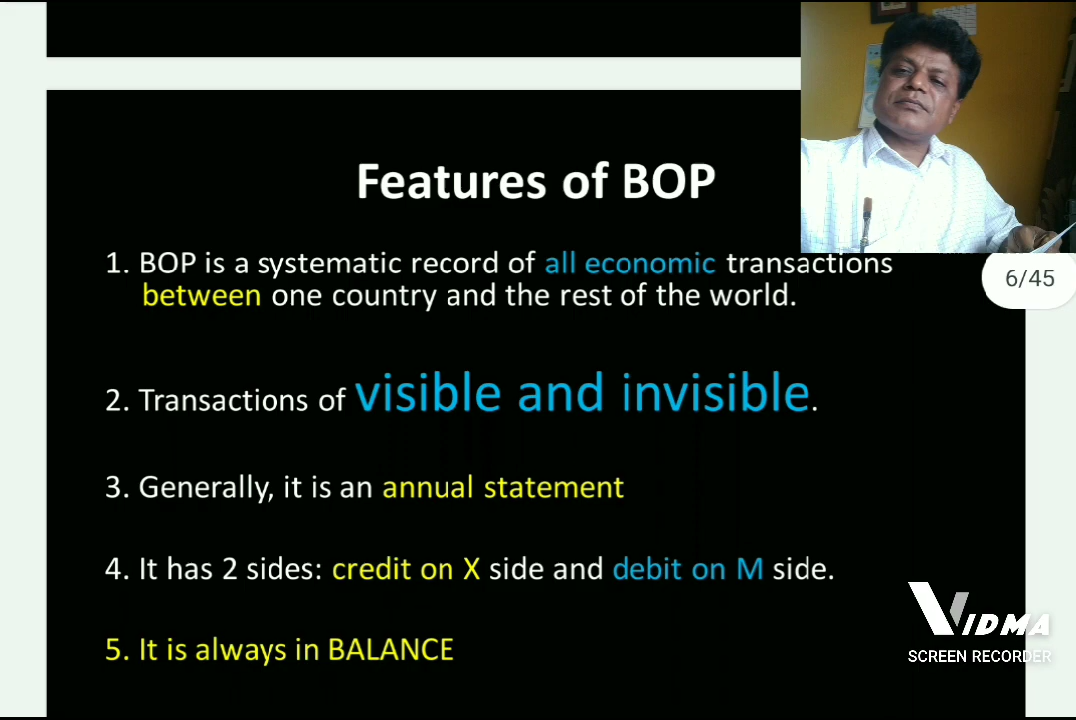 Features of BOP
1. BOP is a systematic record of all economic transactions
between one country and the rest of the world.
6/45
2. Transactions of visible and invisible.
3. Generally, it is an annual statement
4. It has 2 sides: credit on X side and debit on M side.
5. It is always in BALANCE
VIDMA
SCREEN RECORDER